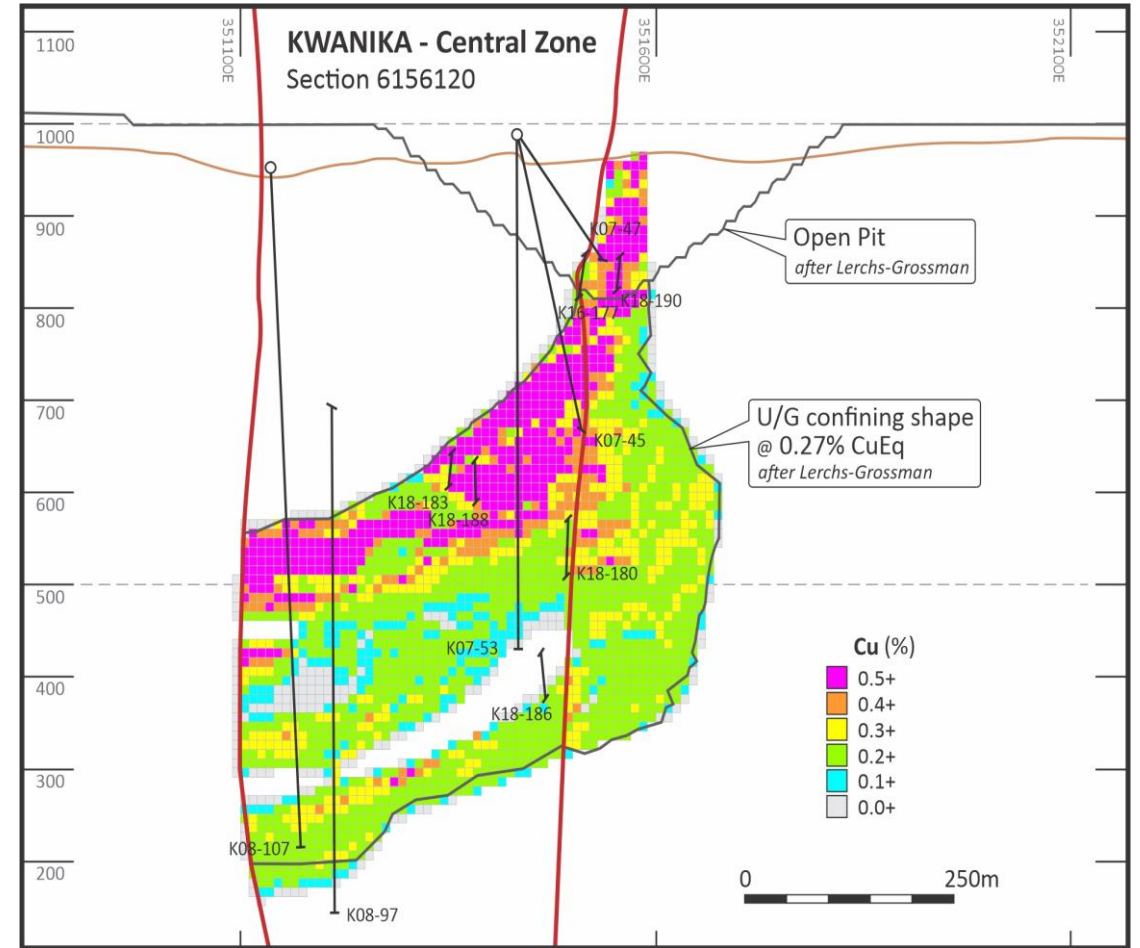 351100E
351600E
352100E
KWANIKA - Central Zone
Section 6156120
1100
1000
900
800
700
600
500
400
300
200
K07-47
Open Pit
after Lerchs-Grossman
K18-190
K16-177
U/G confining shape
@ 0.27% CuEq
after Lerchs-Grossman
K07-45
K18-183
K18-188
K18-180
K07-53
K18-186
Cu (%)
0.5+
0.4+
0.3+
0.2+
0.1+
0.0+
K08-107
K08-97
0
250m